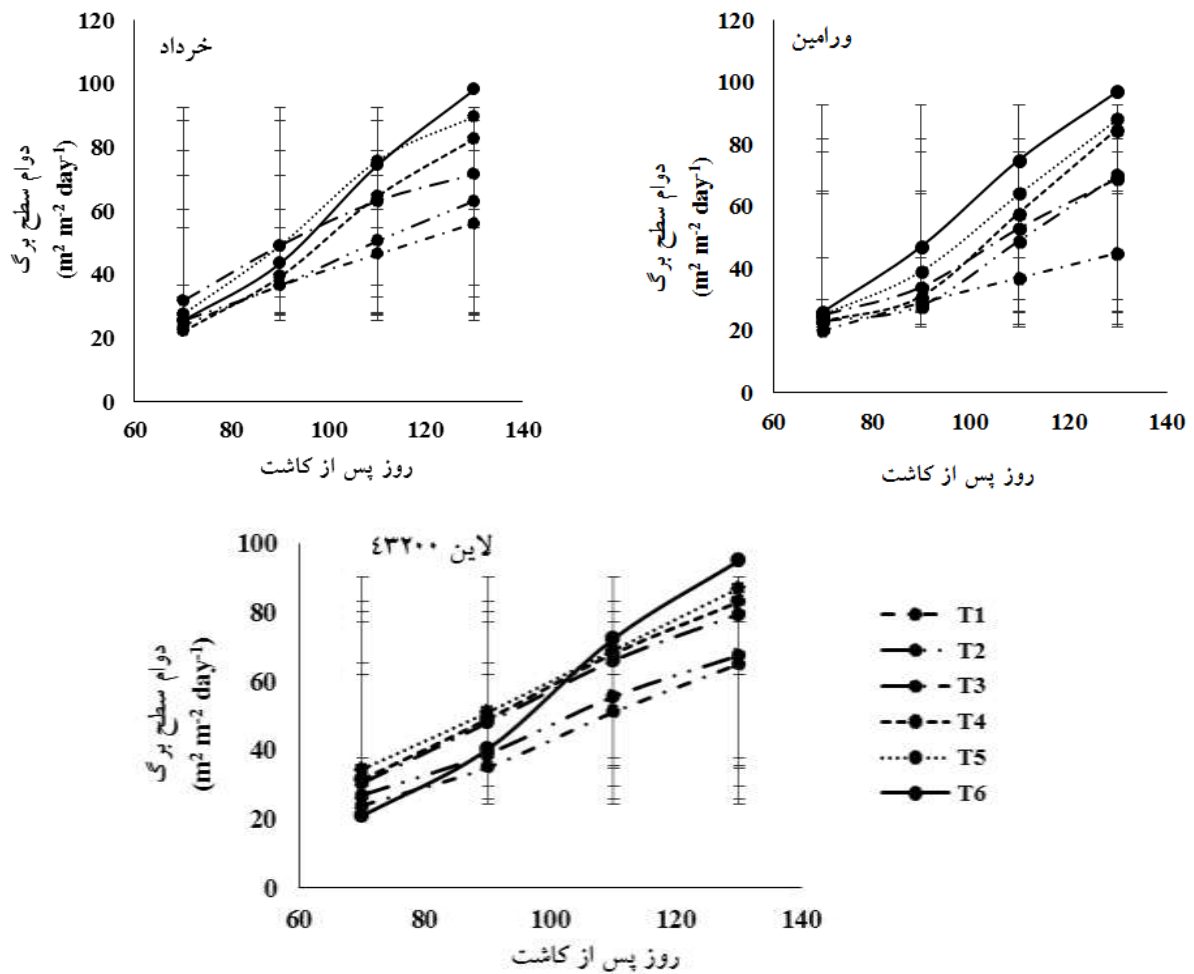 خرداد
120
100
80
60
40
20
0
دوام سطح برگ
(m² m⁻² day⁻¹)
60 80 100 120 140
روز پس از کاشت
ورامین
120
100
80
60
40
20
0
دوام سطح برگ
(m² m⁻² day⁻¹)
60 80 100 120 140
روز پس از کاشت
لاین ٤٣٢٠٠
100
80
60
40
20
0
دوام سطح برگ
(m² m⁻² day⁻¹)
60 80 100 120 140
روز پس از کاشت
T1
T2
T3
T4
T5
T6